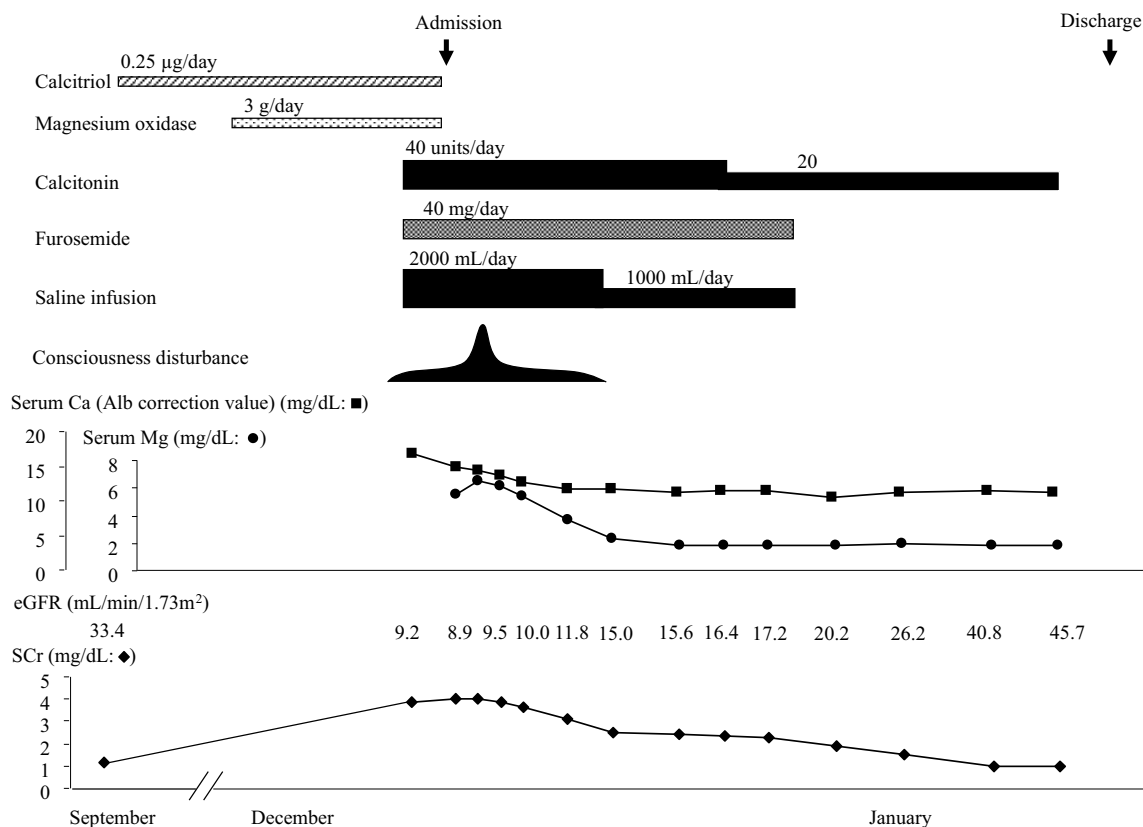 Admission Discharge
0.25 µg/day
Calcitriol
3 g/day
Magnesium oxidase
40 units/day 20
Calcitonin
40 mg/day
Furosemide
2000 mL/day 1000 mL/day
Saline infusion
Consciousness disturbance
Serum Ca (Alb correction value) (mg/dL: ■)
Serum Mg (mg/dL: ●)
20
15
10
5
0
8
6
4
2
0
eGFR (mL/min/1.73m²)
33.4 9.2 8.9 9.5 10.0 11.8 15.0 15.6 16.4 17.2 20.2 26.2 40.8 45.7
SCr (mg/dL: ◆)
5
4
3
2
1
0
September December January